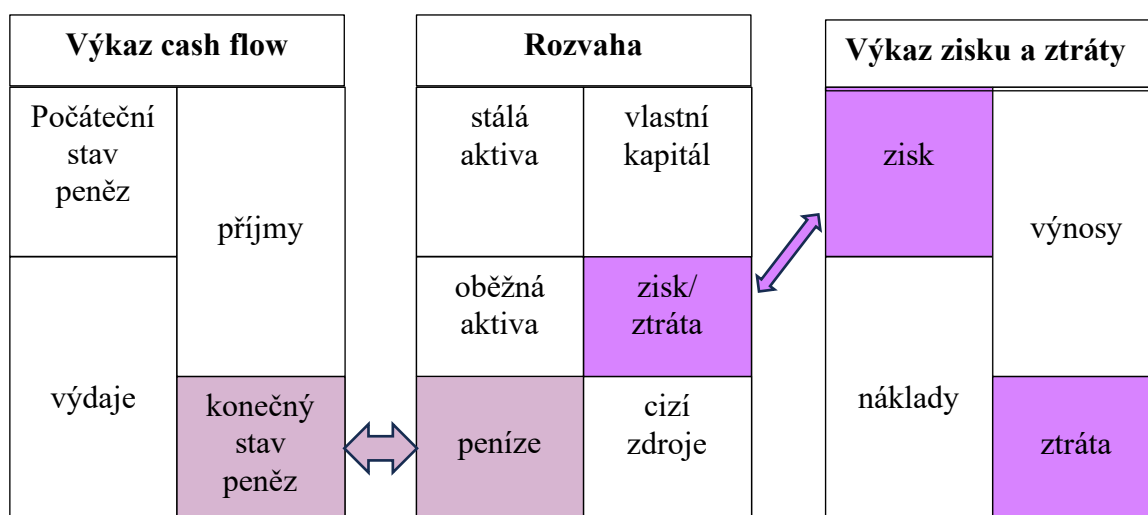 Výkaz cash flow
Počáteční
stav
peněz
příjmy
výdaje
konečný
stav
peněz
Rozvaha
stálá
aktiva
vlastní
kapitál
oběžná
aktiva
zisk/
ztráta
peníze
cizí
zdroje
Výkaz zisku a ztráty
zisk
výnosy
náklady
ztráta